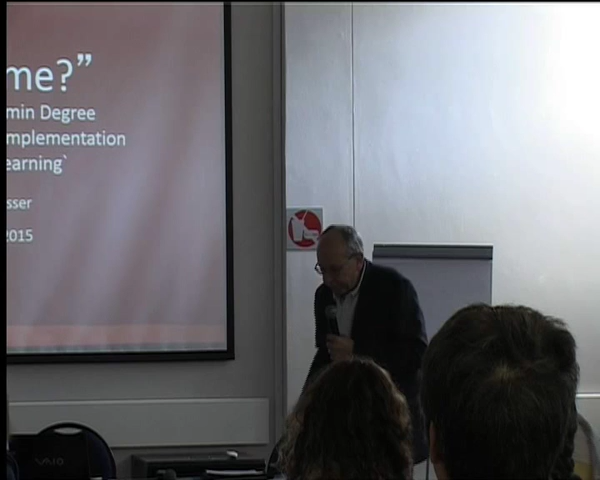 me?”
min Degree
mplementation
earning`
sser
2015
VAIO